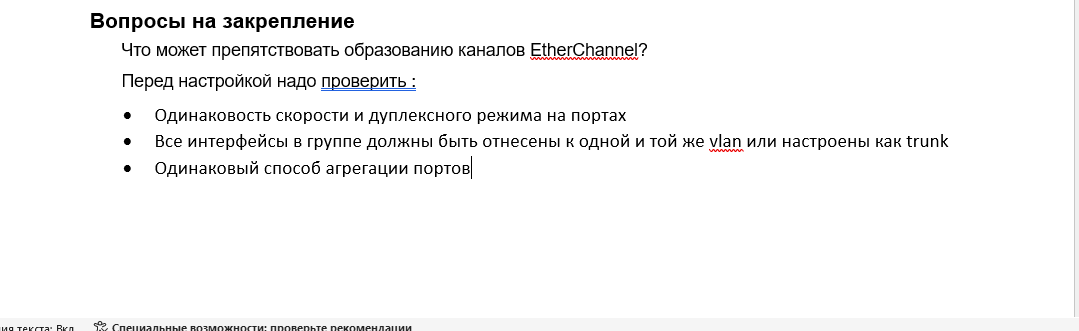 Вопросы на закрепление
Что может препятствовать образованию каналов EtherChannel?
Перед настройкой надо проверить :
• Одинаковость скорости и дуплексного режима на портах
• Все интерфейсы в группе должны быть отнесены к одной и той же vlan или настроены как trunk
• Одинаковый способ агрегации портов
ия текста: Вкл Специальные возможности: проверьте рекомендации